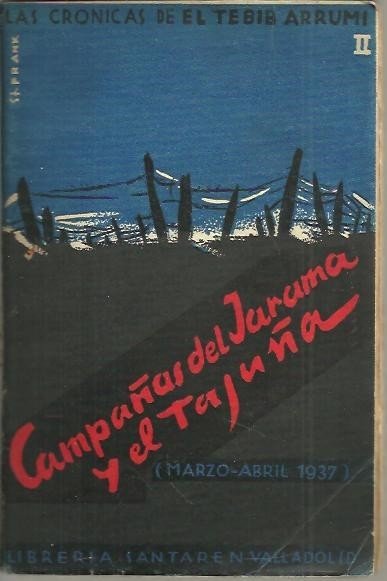 LAS CRONICAS DE EL TEBIB ARRUMI
II
ST. FRANK
Campañas del Jarama
y el Tajuña
(MARZO-ABRIL 1937)
LIBRERIA SANTAREN-VALLADOLID